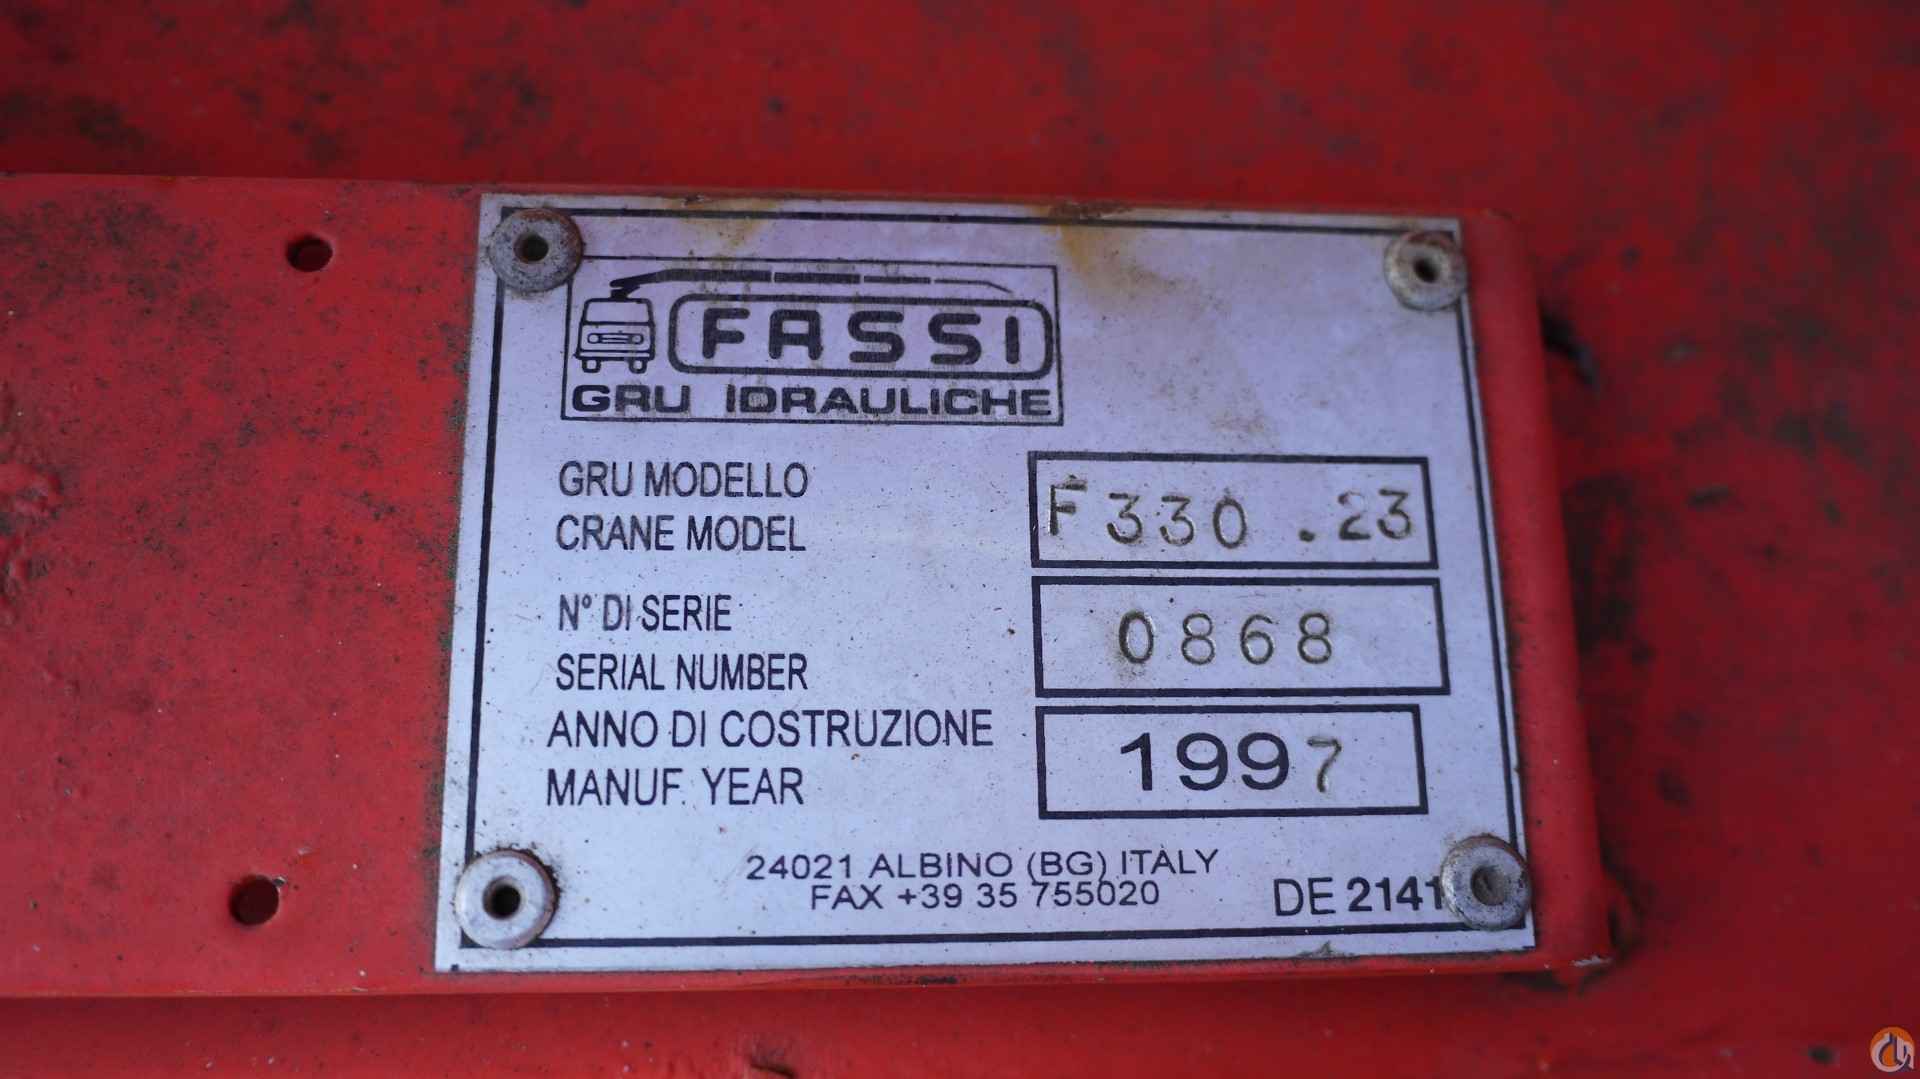 FASSI
GRU IDRAULICHE
GRU MODELLO
CRANE MODEL
F330 .23
N° DI SERIE
SERIAL NUMBER
0868
ANNO DI COSTRUZIONE
MANUF. YEAR
1997
24021 ALBINO (BG) ITALY
FAX +39 35 755020
DE 2141